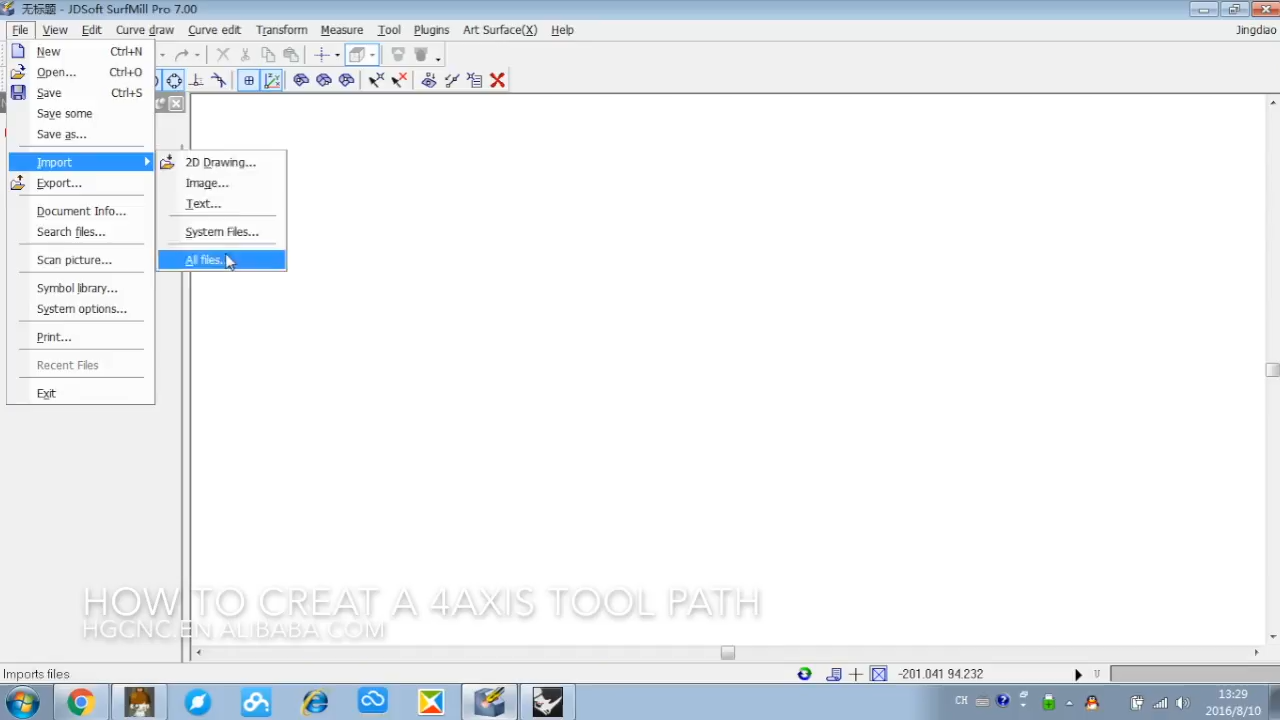 无标题 - JDSoft SurfMill Pro 7.00
File View Edit Curve draw Curve edit Transform Measure Tool Plugins Art Surface(X) Help Jingdiao
New Ctrl+N
Open... Ctrl+O
Save Ctrl+S
Save some
Save as...
Import
Export...
Document Info...
Search files...
Scan picture...
Symbol library...
System options...
Print...
Recent Files
Exit
2D Drawing...
Image...
Text...
System Files...
All files.
HOW TO CREAT A 4AXIS TOOL PATH
HGCNC.EN.ALIBABA.COM
Imports files
-201.041 94.232
CH
13:29
2016/8/10